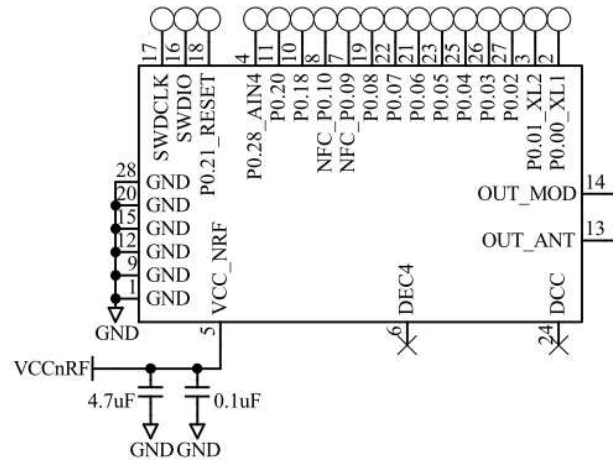 17 16 18 4 11 10 8 7 19 22 21 23 25 26 27 3 2
SWDCLK
SWDIO
P0.21_RESET
P0.28_AIN4
P0.20
P0.18
NFC_P0.10
NFC_P0.09
P0.08
P0.07
P0.06
P0.05
P0.04
P0.03
P0.02
P0.01_XL2
P0.00_XL1
28 GND
20 GND
15 GND
12 GND
9 GND
1 GND
GND
OUT_MOD 14
OUT_ANT 13
VCC_NRF
DEC4
DCC
5
6
24
VCCnRF
4.7uF
0.1uF
GND GND